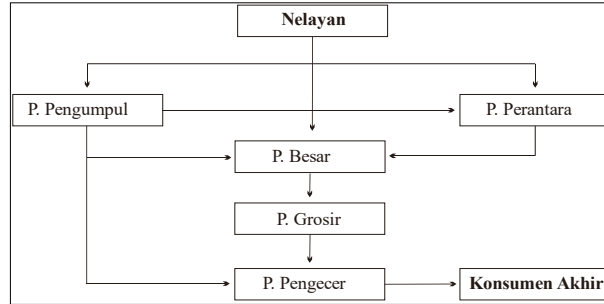 Nelayan
P. Pengumpul
P. Perantara
P. Besar
P. Grosir
P. Pengecer
Konsumen Akhir